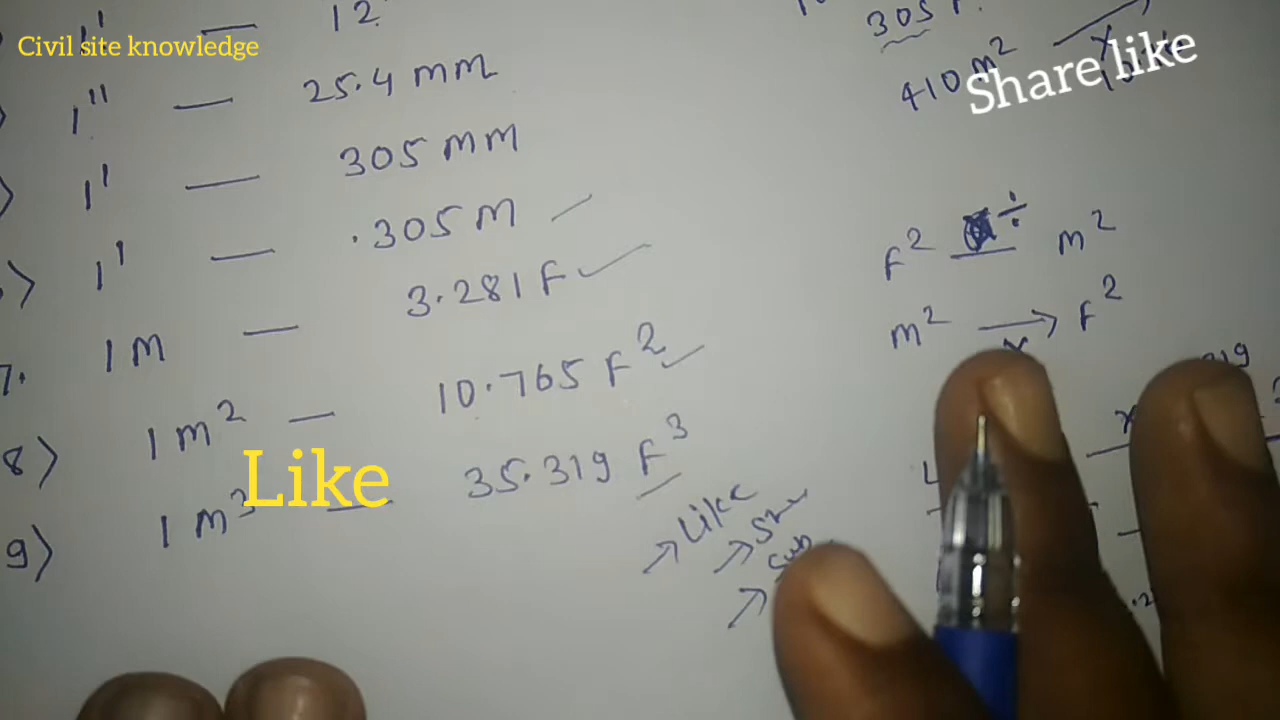 Civil site knowledge
1' — 12
1" — 25.4 mm
1' — 305 mm
1' — .305 M
7. 1 M — 3.281 F
8) 1 m² — 10.765 F²
9) 1 m³ — 35.319 F³
Like
→ Like
→
→ Sub
305
410 m²
x
Share like
F² ÷ m²
m² → F²
x